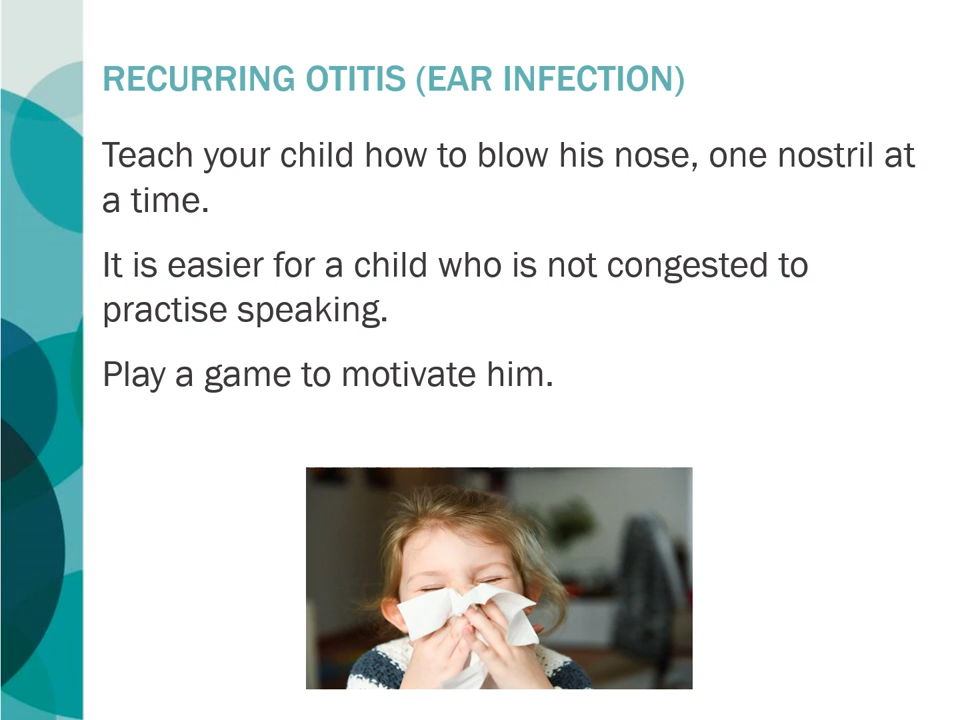 RECURRING OTITIS (EAR INFECTION)
Teach your child how to blow his nose, one nostril at
a time.
It is easier for a child who is not congested to
practise speaking.
Play a game to motivate him.